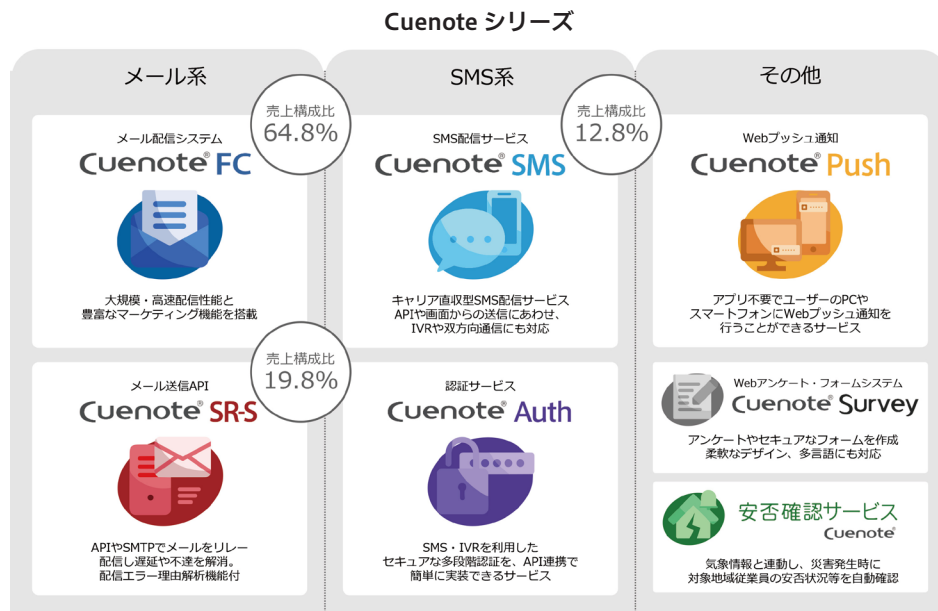 Cuenote シリーズ
メール系
売上構成比
64.8%
メール配信システム
Cuenote® FC
大規模・高速配信性能と
豊富なマーケティング機能を搭載
売上構成比
19.8%
メール送信API
Cuenote® SR-S
APIやSMTPでメールをリレー
配信し遅延や不達を解消。
配信エラー理由解析機能付
SMS系
売上構成比
12.8%
SMS配信サービス
Cuenote® SMS
キャリア直収型SMS配信サービス
APIや画面からの送信にあわせ、
IVRや双方向通信にも対応
認証サービス
Cuenote® Auth
SMS・IVRを利用した
セキュアな多段階認証を、API連携で
簡単に実装できるサービス
その他
Webプッシュ通知
Cuenote® Push
アプリ不要でユーザーのPCや
スマートフォンにWebプッシュ通知を
行うことができるサービス
Webアンケート・フォームシステム
Cuenote® Survey
アンケートやセキュアなフォームを作成
柔軟なデザイン、多言語にも対応
安否確認サービス
Cuenote®
気象情報と連動し、災害発生時に
対象地域従業員の安否状況等を自動確認